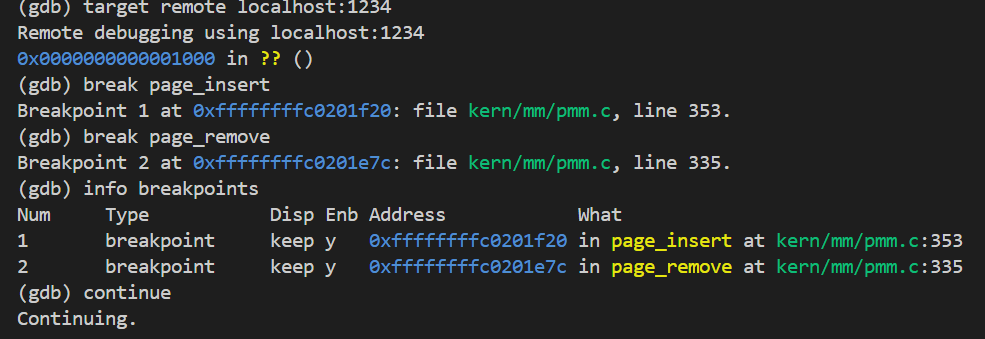 (gdb) target remote localhost:1234
Remote debugging using localhost:1234
0x0000000000001000 in ?? ()
(gdb) break page_insert
Breakpoint 1 at 0xffffffffc0201f20: file kern/mm/pmm.c, line 353.
(gdb) break page_remove
Breakpoint 2 at 0xffffffffc0201e7c: file kern/mm/pmm.c, line 335.
(gdb) info breakpoints
Num     Type           Disp Enb Address            What
1       breakpoint     keep y   0xffffffffc0201f20 in page_insert at kern/mm/pmm.c:353
2       breakpoint     keep y   0xffffffffc0201e7c in page_remove at kern/mm/pmm.c:335
(gdb) continue
Continuing.